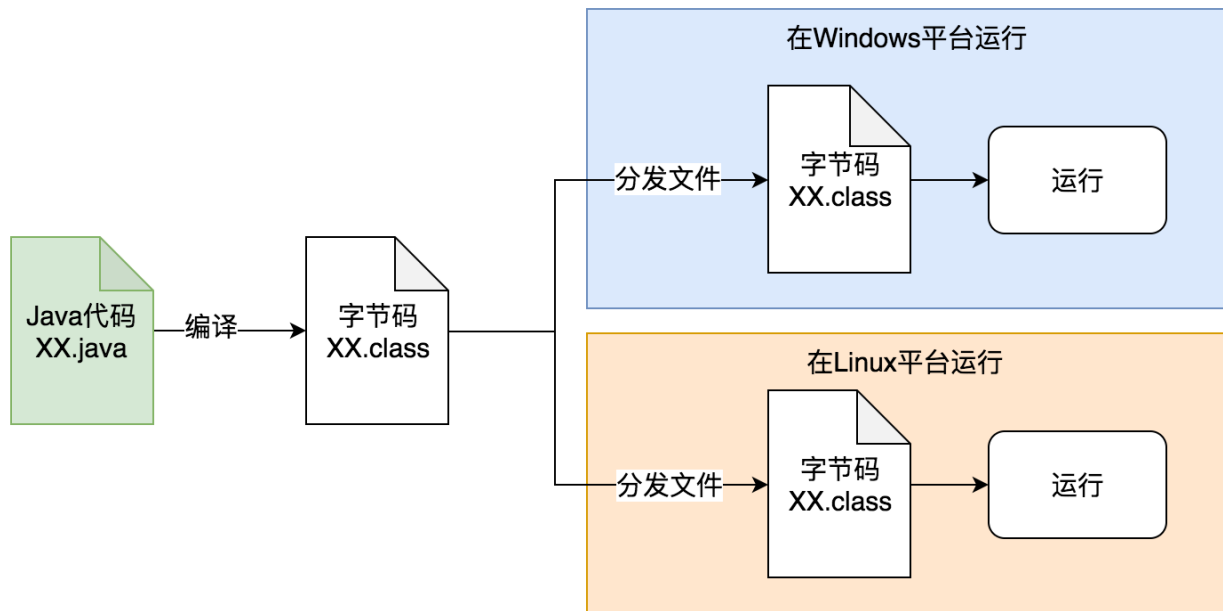 在Windows平台运行
字节码
XX.class
分发文件
运行
Java代码
XX.java
编译
字节码
XX.class
在Linux平台运行
字节码
XX.class
分发文件
运行